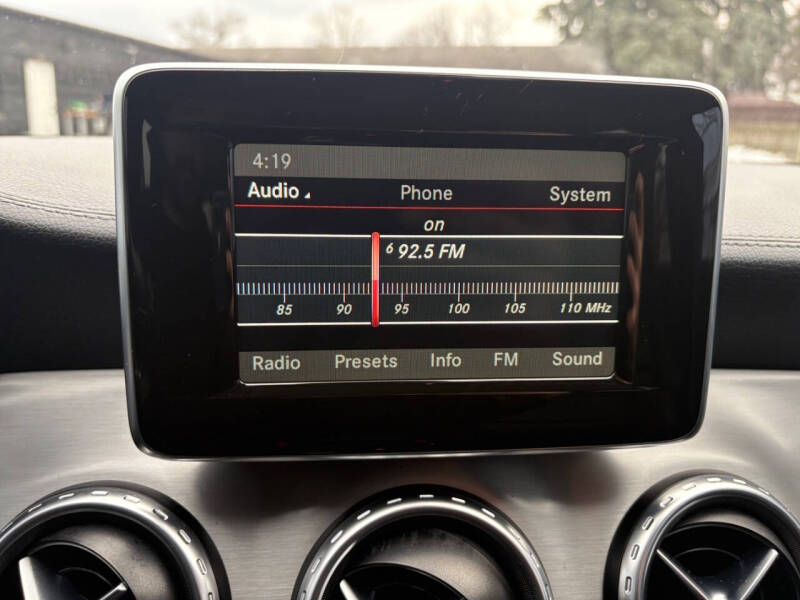 4:19
Audio Phone System
on
6 92.5 FM
85 90 95 100 105 110 MHz
Radio Presets Info FM Sound